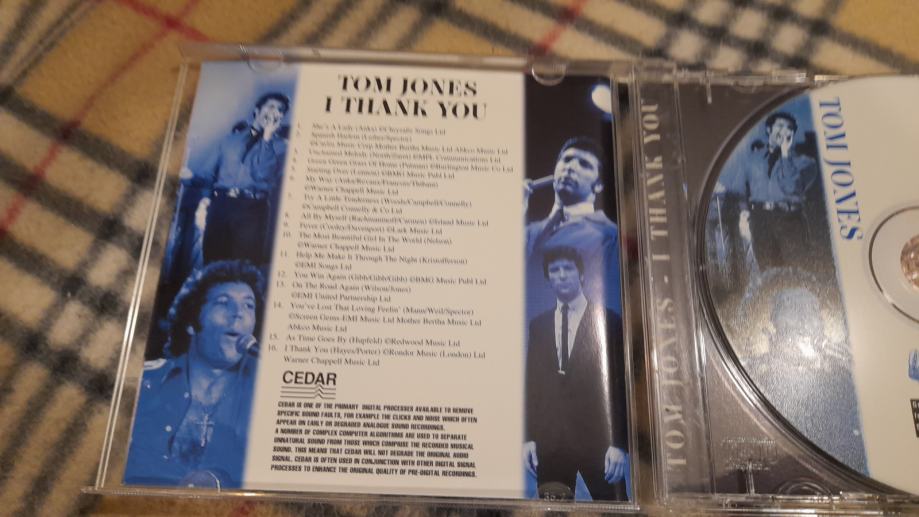 TOM JONES
I THANK YOU
1. She's A Lady (Anka) ©Chrysalis Songs Ltd
2. Spanish Harlem (Leiber/Spector)
©Carlin Music Corp Mother Bertha Music Ltd Abkco Music Ltd
3. Unchained Melody (North/Zaret) ©MPL Communications Ltd
4. Green Green Grass Of Home (Putman) ©Burlington Music Co Ltd
5. Starting Over (Lennon) ©BMG Music Publ Ltd
6. My Way (Anka/Revaux/Francois/Thibaut)
©Warner Chappell Music Ltd
7. Try A Little Tenderness (Woods/Campbell/Connelly)
©Campbell Connelly & Co Ltd
8. All By Myself (Rachmaninoff/Carmen) ©Island Music Ltd
9. Fever (Cooley/Davenport) ©Lark Music Ltd
10. The Most Beautiful Girl In The World (Nelson)
©Warner Chappell Music Ltd
11. Help Me Make It Through The Night (Kristofferson)
©EMI Songs Ltd
12. You Win Again (Gibb/Gibb/Gibb) ©BMG Music Publ Ltd
13. On The Road Again (Wilson/Jones)
©EMI United Partnership Ltd
14. You've Lost That Loving Feelin' (Mann/Weil/Spector)
©Screen Gems-EMI Music Ltd Mother Bertha Music Ltd
Abkco Music Ltd
15. As Time Goes By (Hupfeld) ©Redwood Music Ltd
16. I Thank You (Hayes/Porter) ©Rondor Music (London) Ltd
Warner Chappell Music Ltd
CEDAR
CEDAR IS ONE OF THE PRIMARY DIGITAL PROCESSES AVAILABLE TO REMOVE
SPECIFIC SOUND FAULTS, FOR EXAMPLE THE CLICKS AND NOISE WHICH OFTEN
APPEAR ON EARLY OR DEGRADED ANALOGUE SOUND RECORDINGS.
A NUMBER OF COMPLEX COMPUTER ALGORITHMS ARE USED TO SEPARATE
UNNATURAL SOUND FROM THOSE WHICH COMPRISE THE RECORDED MUSICAL
SOUND. THIS MEANS THAT CEDAR WILL NOT DEGRADE THE ORIGINAL AUDIO
SIGNAL. CEDAR IS OFTEN USED IN CONJUNCTION WITH OTHER DIGITAL SIGNAL
PROCESSES TO ENHANCE THE ORIGINAL QUALITY OF PRE-DIGITAL RECORDINGS.
TOM JONES - I THANK YOU
TOM JONES